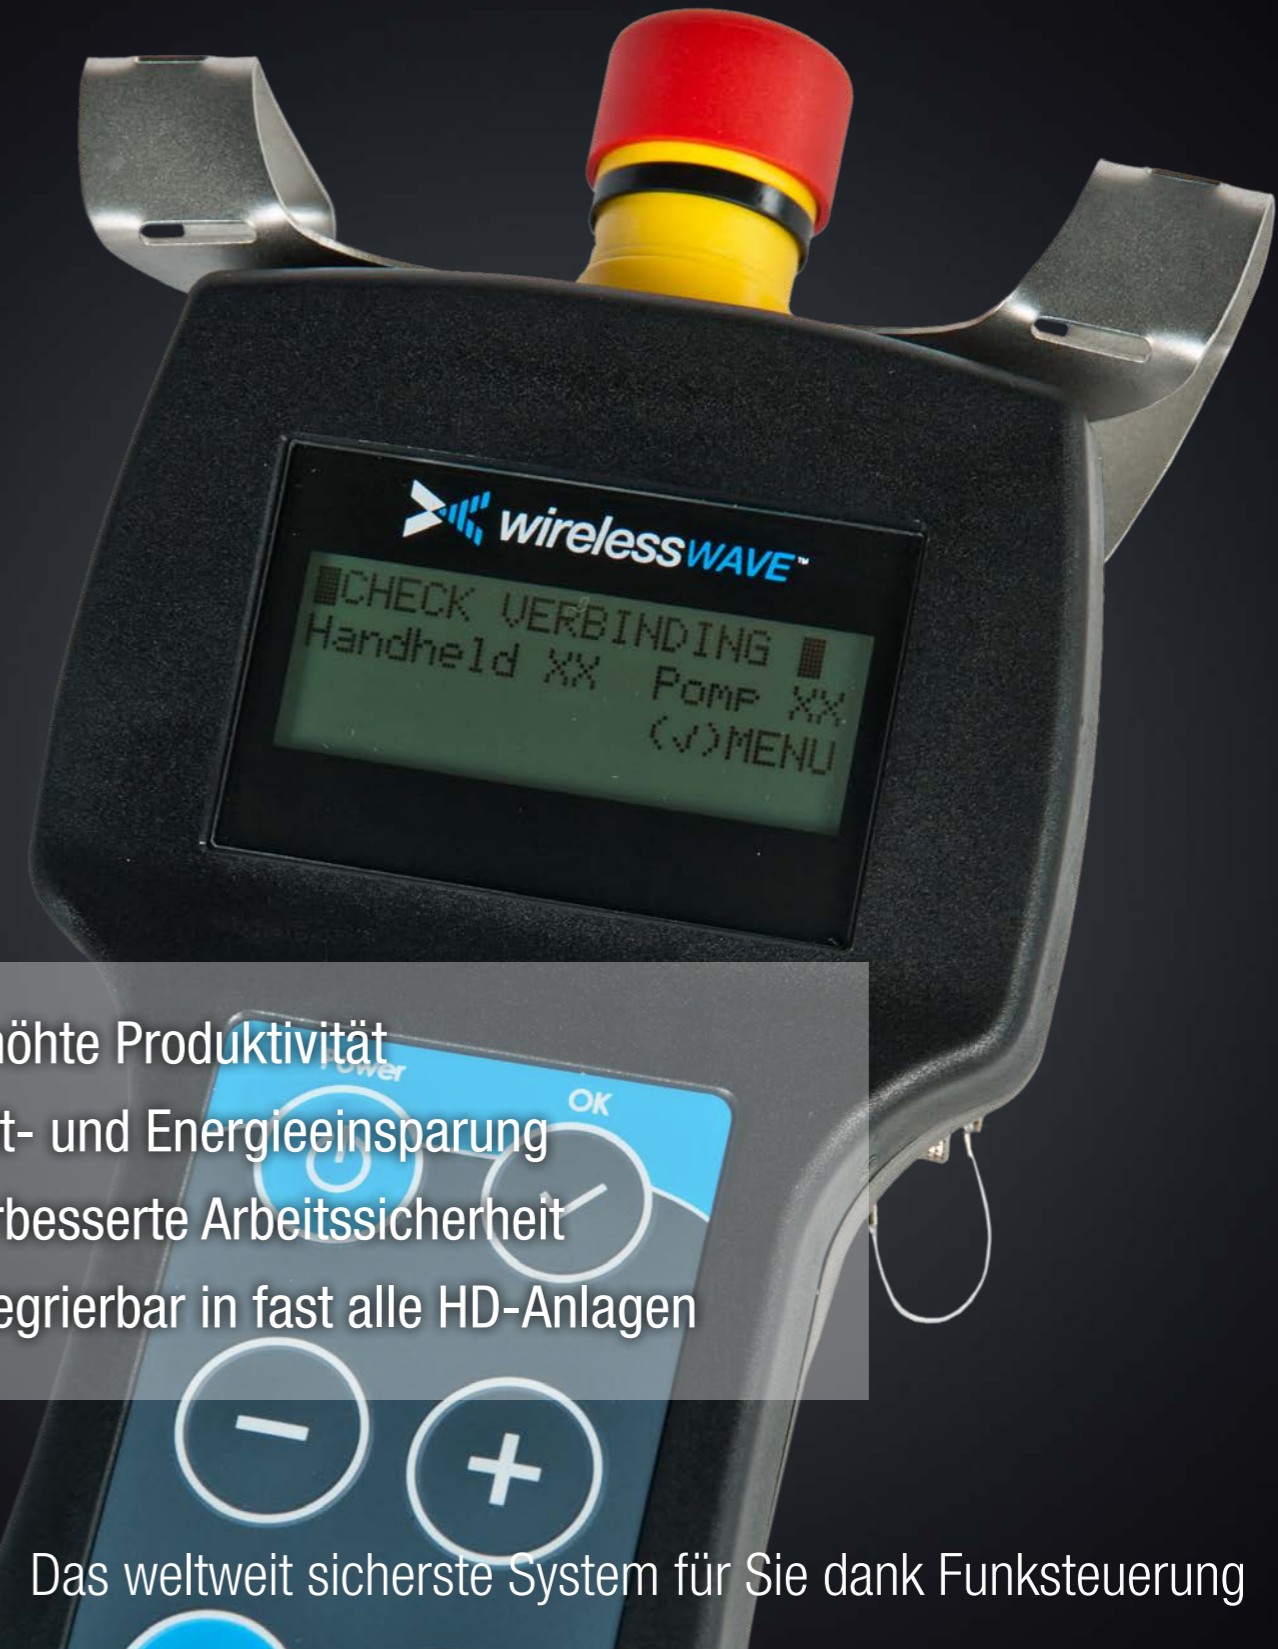 wirelessWAVE™
CHECK VERBINDING
Handheld XX Pomp XX
(√)MENU
höhte Produktivität
Power
OK
t- und Energieeinsparung
rbesserte Arbeitssicherheit
egrierbar in fast alle HD-Anlagen
Das weltweit sicherste System für Sie dank Funksteuerung